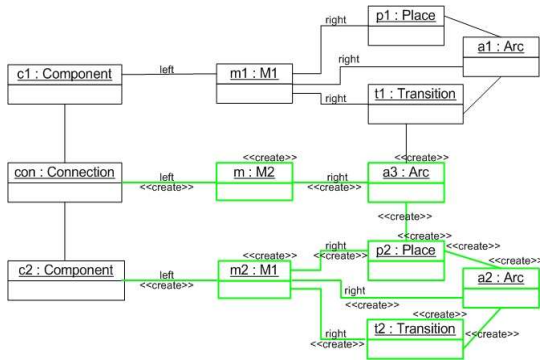 p1 : Place
right
a1 : Arc
c1 : Component
left
m1 : M1
right
right
t1 : Transition
<<create>>
<<create>>
con : Connection
left
<<create>>
m : M2
right
<<create>>
a3 : Arc
<<create>>
<<create>>
<<create>>
right
<<create>>
p2 : Place
<<create>>
c2 : Component
left
<<create>>
m2 : M1
<<create>>
a2 : Arc
right
<<create>>
<<create>>
<<create>>
right
<<create>>
t2 : Transition
<<create>>